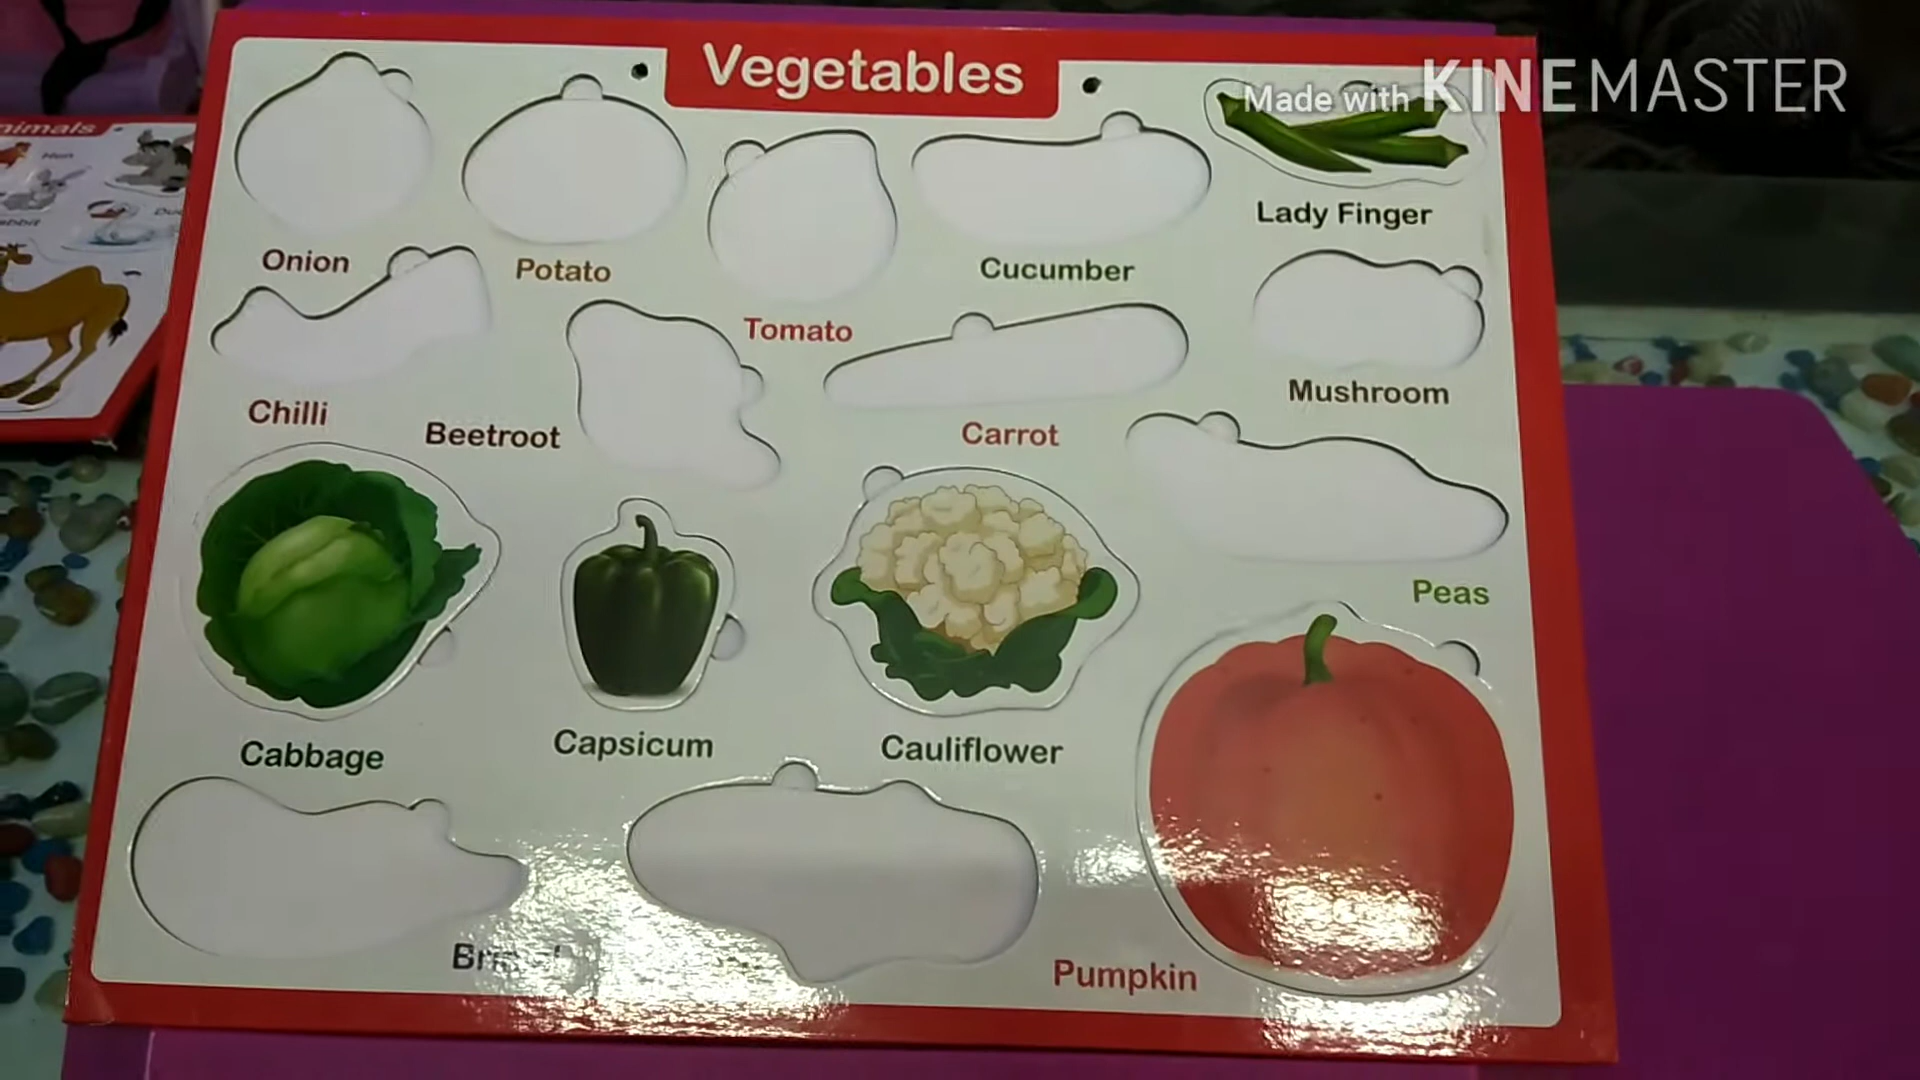 Vegetables
Made with KINEMASTER
Lady Finger
Onion
Potato
Cucumber
Tomato
Mushroom
Chilli
Beetroot
Carrot
Peas
Cabbage
Capsicum
Cauliflower
Pumpkin
Hen